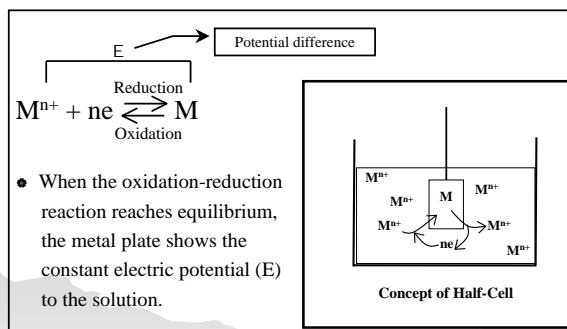 E
Potential difference
Reduction
Mⁿ⁺ + ne ⇄ M
Oxidation
When the oxidation-reduction
reaction reaches equilibrium,
the metal plate shows the
constant electric potential (E)
to the solution.
Mⁿ⁺
M
Mⁿ⁺
Mⁿ⁺
Mⁿ⁺
Mⁿ⁺
ne
Mⁿ⁺
Concept of Half-Cell